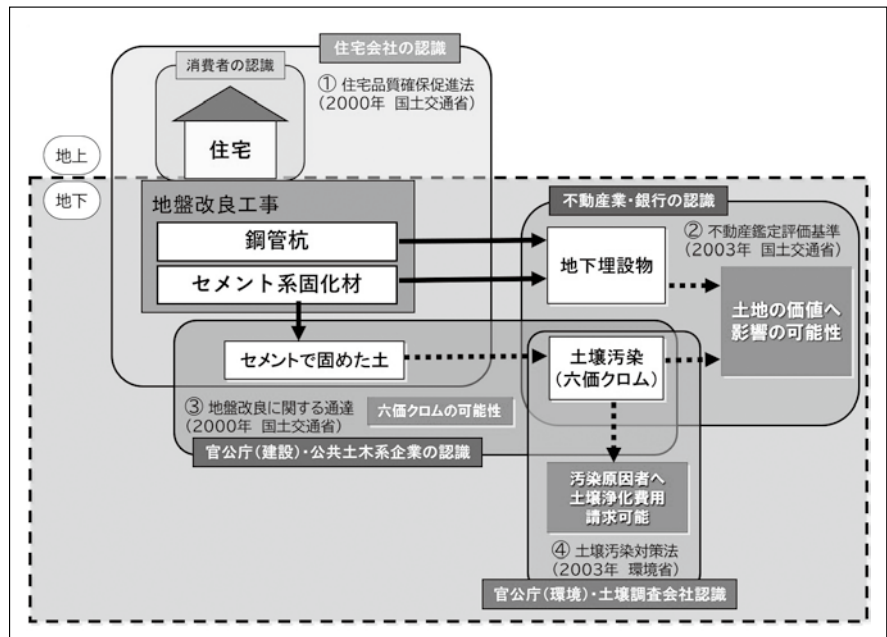 住宅会社の認識
消費者の認識
① 住宅品質確保促進法
(2000年 国土交通省)
住宅
地上
地下
地盤改良工事
鋼管杭
セメント系固化材
不動産業・銀行の認識
② 不動産鑑定評価基準
(2003年 国土交通省)
地下埋設物
土地の価値へ
影響の可能性
セメントで固めた土
土壌汚染
(六価クロム)
③ 地盤改良に関する通達
(2000年 国土交通省)
六価クロムの可能性
官公庁(建設)・公共土木系企業の認識
汚染原因者へ
土壌浄化費用
請求可能
④ 土壌汚染対策法
(2003年 環境省)
官公庁(環境)・土壌調査会社認識